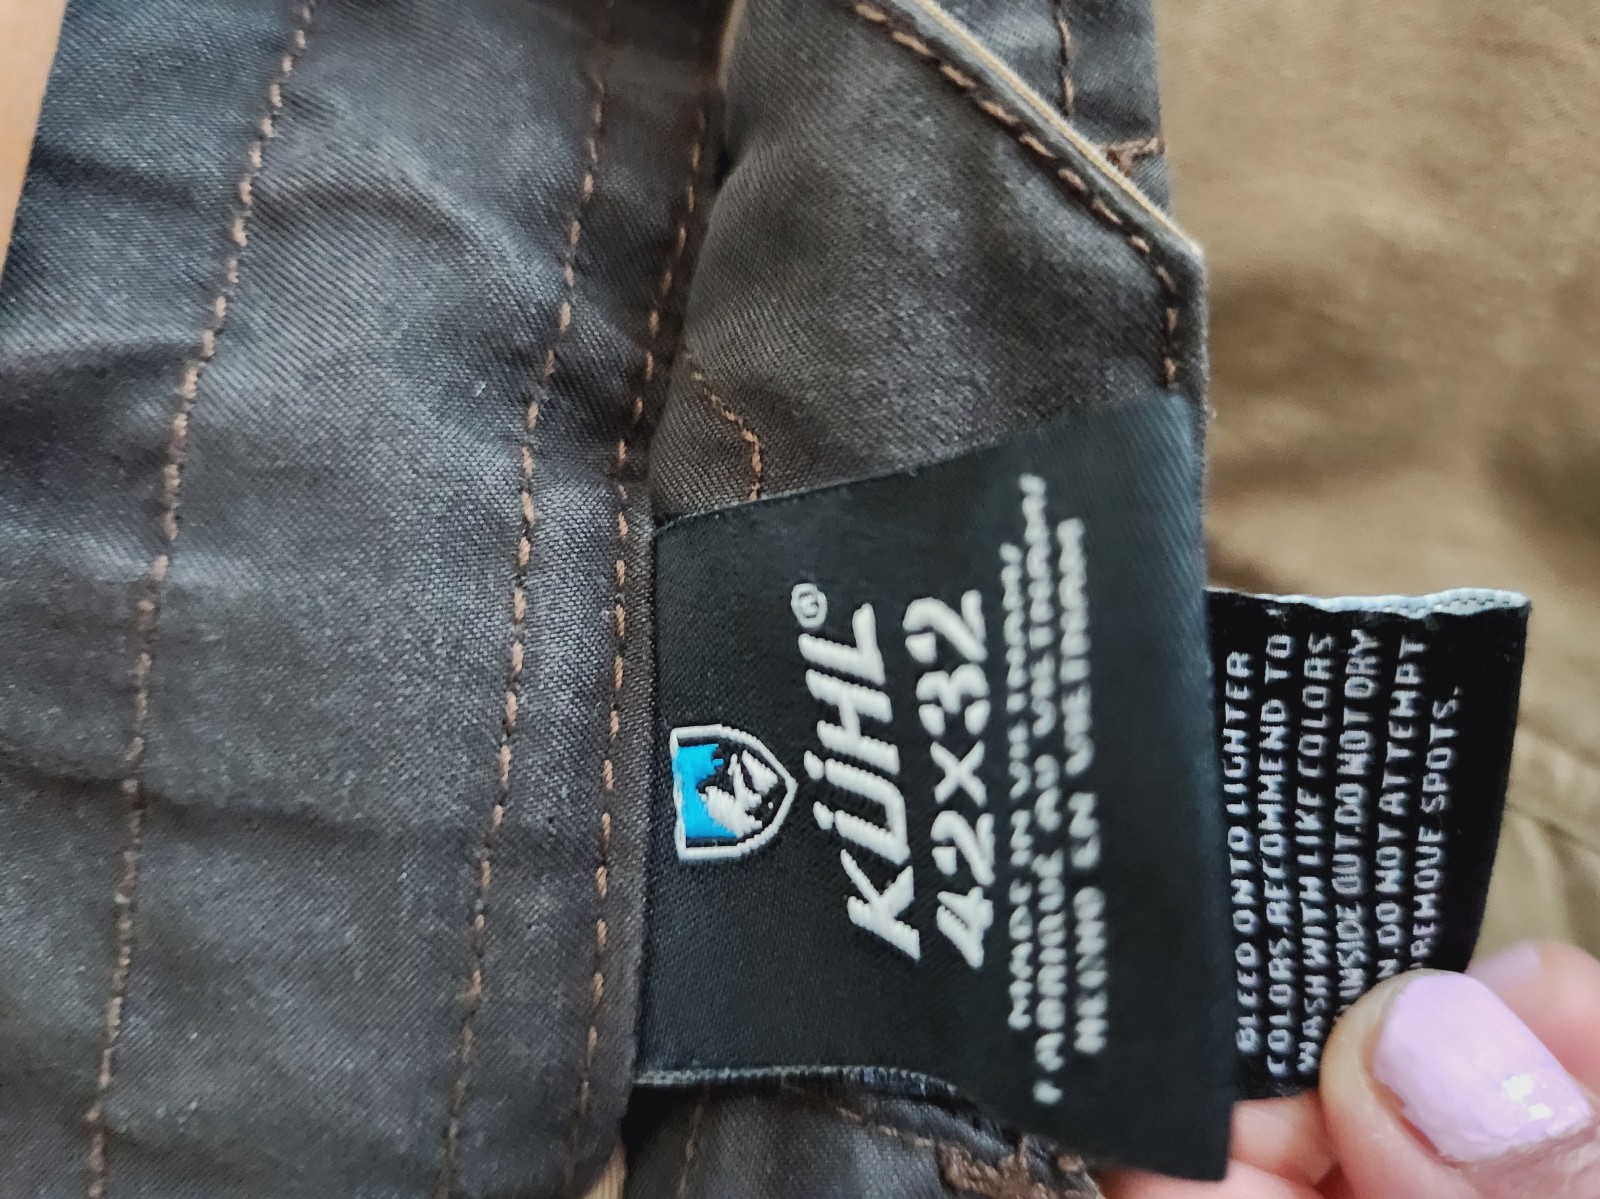 KÜHL®
42X32
MADE IN VIETNAM/
FABRIQUE AU VIETNAM/
HECHO EN VIETNAM
BLEED ONTO LIGHTER
COLORS.RECOMMEND TO
WASH WITH LIKE COLORS
INSIDE OUT.DO NOT DRY
DO NOT ATTEMPT
REMOVE SPOTS.